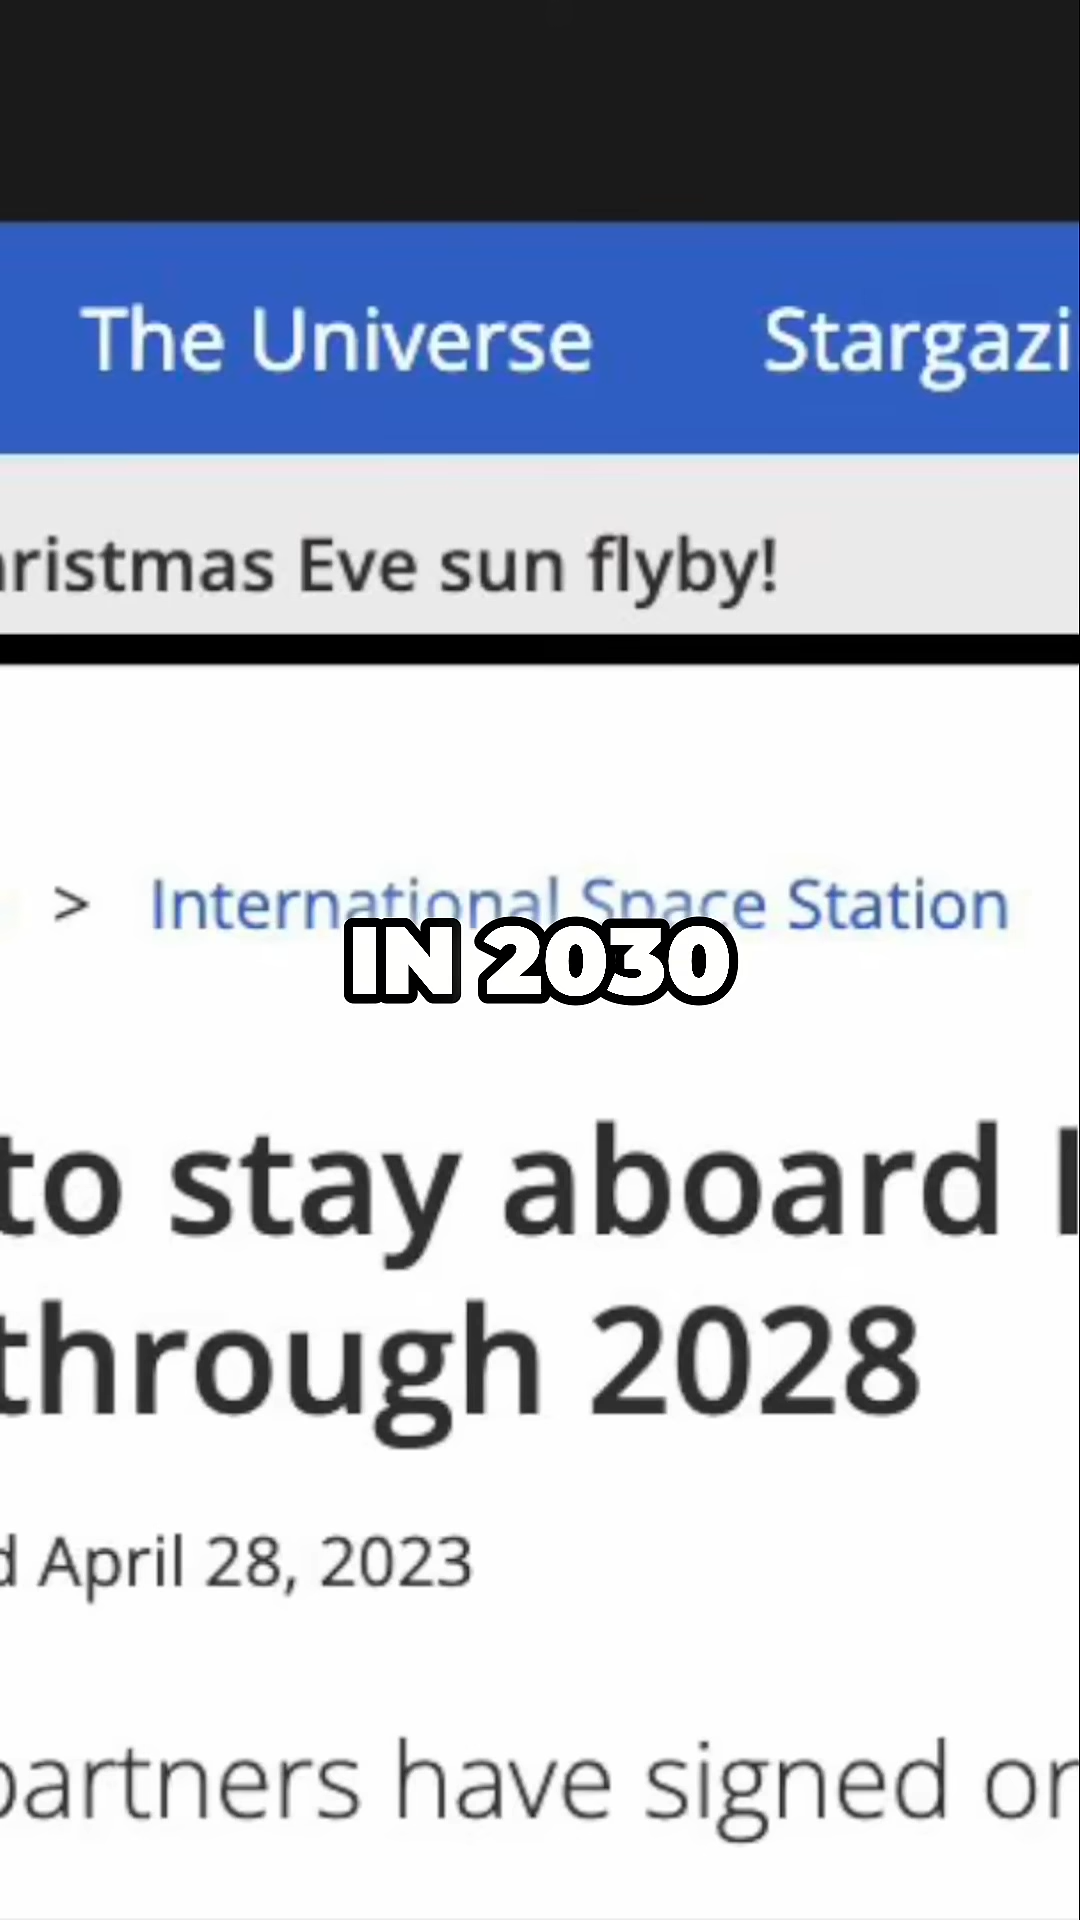 The Universe Stargazi
ristmas Eve sun flyby!
> International Space Station
IN 2030
to stay aboard
through 2028
d April 28, 2023
partners have signed on